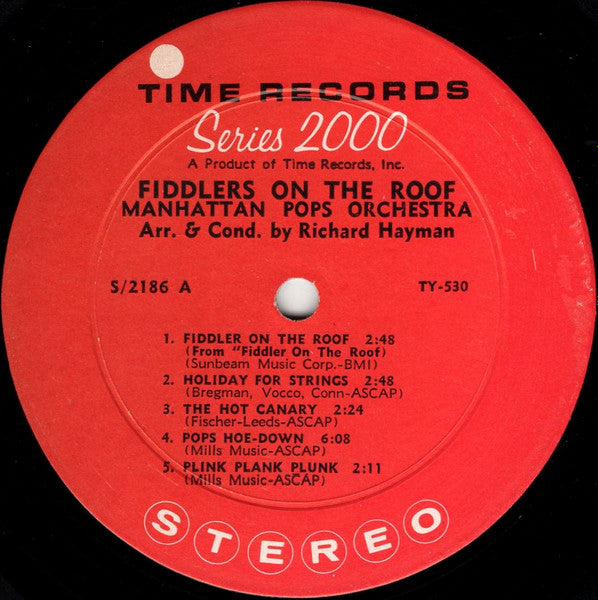 TIME RECORDS
Series 2000
A Product of Time Records, Inc.
FIDDLERS ON THE ROOF
MANHATTAN POPS ORCHESTRA
Arr. & Cond. by Richard Hayman
S/2186 A
TY-530
1. FIDDLER ON THE ROOF 2:48
(From "Fiddler On The Roof)
(Sunbeam Music Corp.-BMI)
2. HOLIDAY FOR STRINGS 2:48
(Bregman, Vocco, Conn-ASCAP)
3. THE HOT CANARY 2:24
(Fischer-Leeds-ASCAP)
4. POPS HOE-DOWN 6:08
(Mills Music-ASCAP)
5. PLINK PLANK PLUNK 2:11
(Mills Music-ASCAP)
STEREO